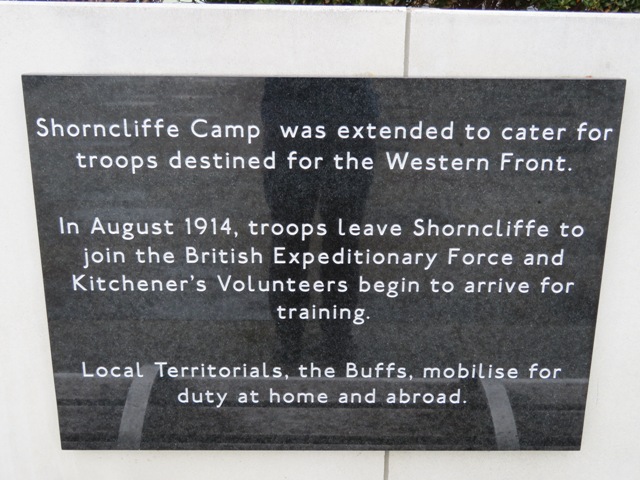 Shorncliffe Camp was extended to cater for
troops destined for the Western Front.
In August 1914, troops leave Shorncliffe to
join the British Expeditionary Force and
Kitchener's Volunteers begin to arrive for
training.
Local Territorials, the Buffs, mobilise for
duty at home and abroad.